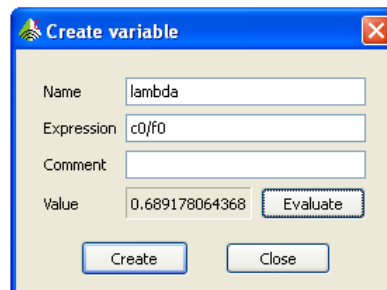 Create variable
Name lambda
Expression c0/f0
Comment
Value 0.689178064368 Evaluate
Create Close